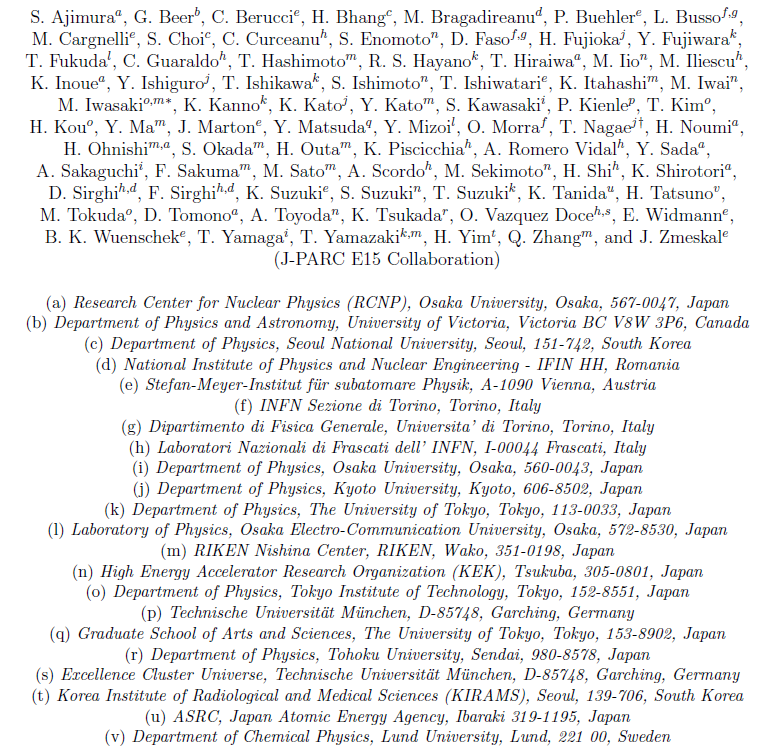 S. Ajimura^a, G. Beer^b, C. Berucci^e, H. Bhang^c, M. Bragadireanu^d, P. Buehler^e, L. Busso^f,g,
M. Cargnelli^e, S. Choi^c, C. Curceanu^h, S. Enomoto^n, D. Faso^f,g, H. Fujioka^j, Y. Fujiwara^k,
T. Fukuda^l, C. Guaraldo^h, T. Hashimoto^m, R. S. Hayano^k, T. Hiraiwa^a, M. Iio^n, M. Iliescu^h,
K. Inoue^a, Y. Ishiguro^j, T. Ishikawa^k, S. Ishimoto^n, T. Ishiwatari^e, K. Itahashi^m, M. Iwai^n,
M. Iwasaki^o,m∗, K. Kanno^k, K. Kato^j, Y. Kato^m, S. Kawasaki^i, P. Kienle^p, T. Kim^o,
H. Kou^o, Y. Ma^m, J. Marton^e, Y. Matsuda^q, Y. Mizoi^l, O. Morra^f, T. Nagae^j†, H. Noumi^a,
H. Ohnishi^m,a, S. Okada^m, H. Outa^m, K. Piscicchia^h, A. Romero Vidal^h, Y. Sada^a,
A. Sakaguchi^i, F. Sakuma^m, M. Sato^m, A. Scordo^h, M. Sekimoto^n, H. Shi^h, K. Shirotori^a,
D. Sirghi^h,d, F. Sirghi^h,d, K. Suzuki^e, S. Suzuki^n, T. Suzuki^k, K. Tanida^u, H. Tatsuno^v,
M. Tokuda^o, D. Tomono^a, A. Toyoda^n, K. Tsukada^r, O. Vazquez Doce^h,s, E. Widmann^e,
B. K. Wuenschek^e, T. Yamaga^i, T. Yamazaki^k,m, H. Yim^t, Q. Zhang^m, and J. Zmeskal^e
(J-PARC E15 Collaboration)
(a) Research Center for Nuclear Physics (RCNP), Osaka University, Osaka, 567-0047, Japan
(b) Department of Physics and Astronomy, University of Victoria, Victoria BC V8W 3P6, Canada
(c) Department of Physics, Seoul National University, Seoul, 151-742, South Korea
(d) National Institute of Physics and Nuclear Engineering - IFIN HH, Romania
(e) Stefan-Meyer-Institut für subatomare Physik, A-1090 Vienna, Austria
(f) INFN Sezione di Torino, Torino, Italy
(g) Dipartimento di Fisica Generale, Universita' di Torino, Torino, Italy
(h) Laboratori Nazionali di Frascati dell' INFN, I-00044 Frascati, Italy
(i) Department of Physics, Osaka University, Osaka, 560-0043, Japan
(j) Department of Physics, Kyoto University, Kyoto, 606-8502, Japan
(k) Department of Physics, The University of Tokyo, Tokyo, 113-0033, Japan
(l) Laboratory of Physics, Osaka Electro-Communication University, Osaka, 572-8530, Japan
(m) RIKEN Nishina Center, RIKEN, Wako, 351-0198, Japan
(n) High Energy Accelerator Research Organization (KEK), Tsukuba, 305-0801, Japan
(o) Department of Physics, Tokyo Institute of Technology, Tokyo, 152-8551, Japan
(p) Technische Universität München, D-85748, Garching, Germany
(q) Graduate School of Arts and Sciences, The University of Tokyo, Tokyo, 153-8902, Japan
(r) Department of Physics, Tohoku University, Sendai, 980-8578, Japan
(s) Excellence Cluster Universe, Technische Universität München, D-85748, Garching, Germany
(t) Korea Institute of Radiological and Medical Sciences (KIRAMS), Seoul, 139-706, South Korea
(u) ASRC, Japan Atomic Energy Agency, Ibaraki 319-1195, Japan
(v) Department of Chemical Physics, Lund University, Lund, 221 00, Sweden